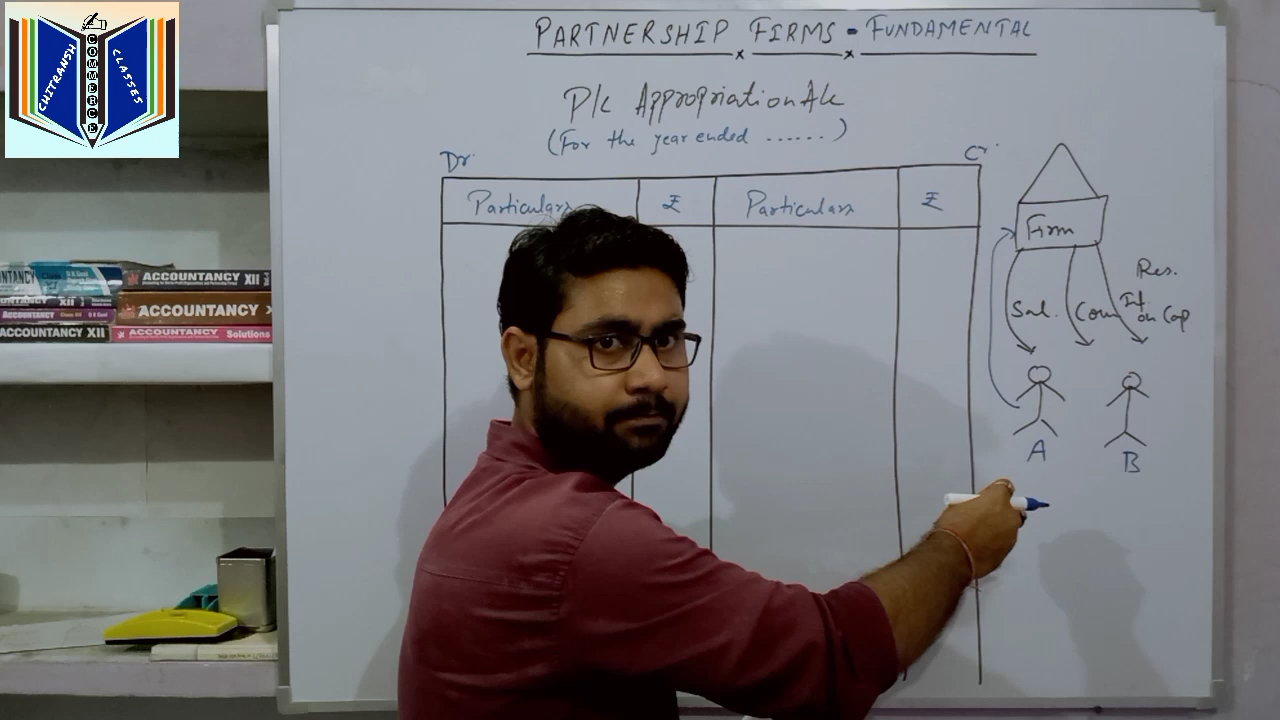 CHITRANSH
COMMERCE
CLASSES
PARTNERSHIP FIRMS - FUNDAMENTAL
P/L Appropriation A/c
(For the year ended ......)
Dr. Cr.
Particulars ₹ Particulars ₹
Firm
Res.
Sal. Com Int. on Cap
A B
ACCOUNTANCY XII
ACCOUNTANCY
ACCOUNTANCY XII
ACCOUNTANCY Solutions